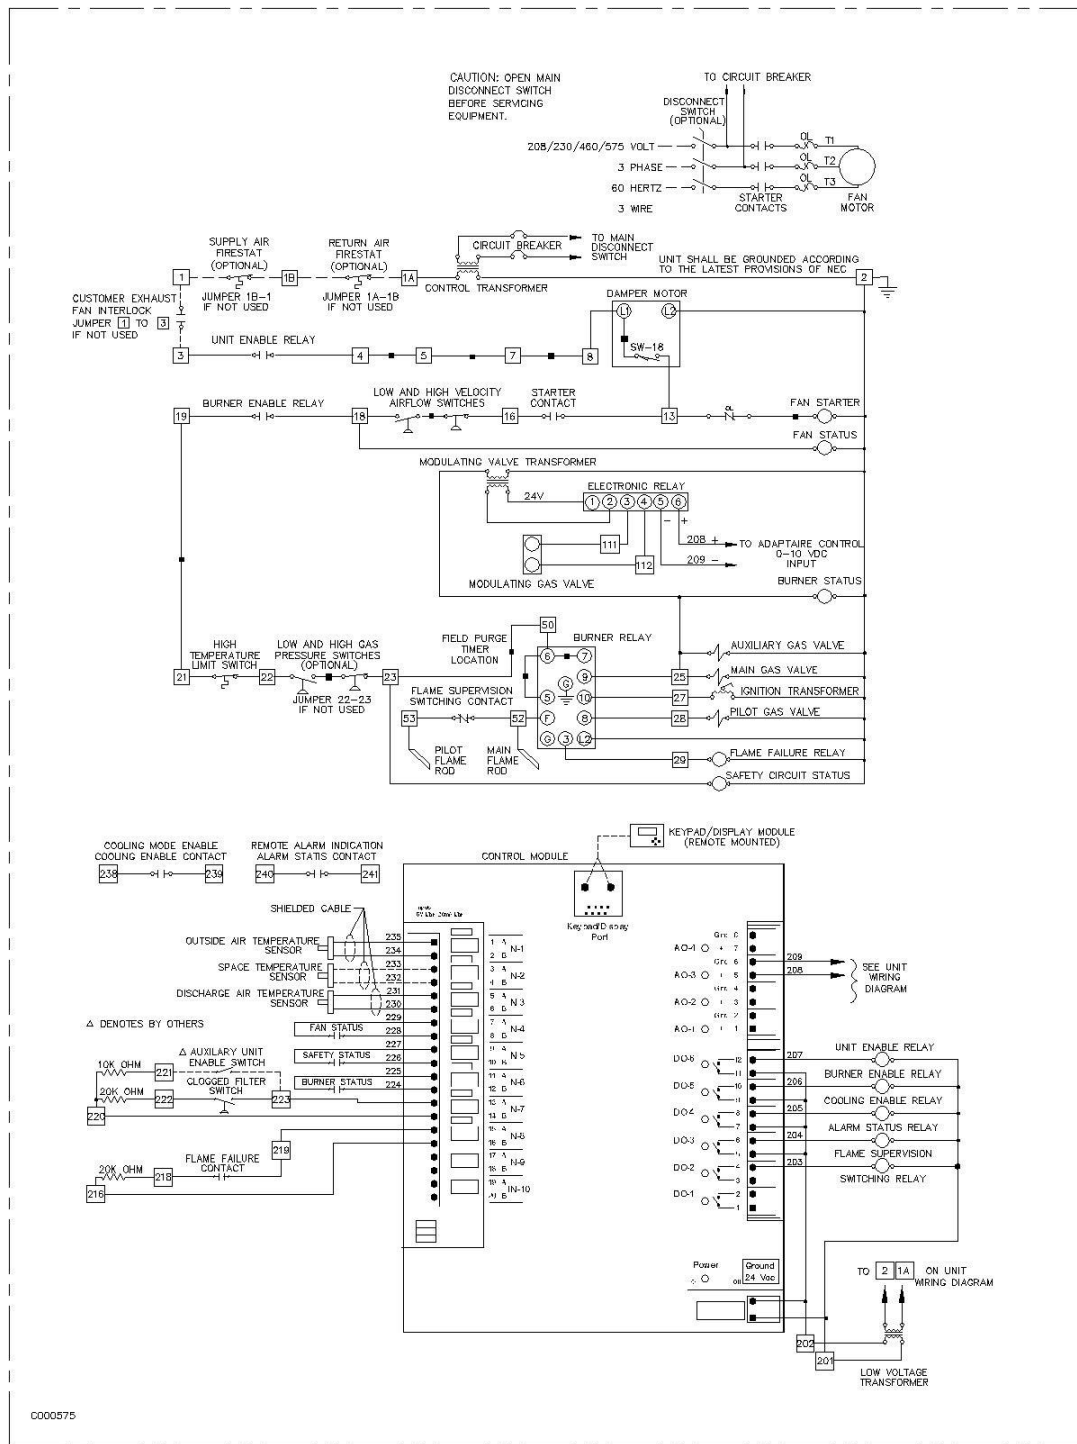 CAUTION: OPEN MAIN
DISCONNECT SWITCH
BEFORE SERVICING
EQUIPMENT.
TO CIRCUIT BREAKER
DISCONNECT
SWITCH
(OPTIONAL)
208/230/460/575 VOLT
3 PHASE
60 HERTZ
3 WIRE
OL T1
OL T2
OL T3
STARTER
CONTACTS
FAN
MOTOR
SUPPLY AIR
FIRESTAT
(OPTIONAL)
RETURN AIR
FIRESTAT
(OPTIONAL)
CIRCUIT BREAKER
TO MAIN
DISCONNECT
SWITCH
UNIT SHALL BE GROUNDED ACCORDING
TO THE LATEST PROVISIONS OF NEC
1
1B
1A
2
JUMPER 1B-1
IF NOT USED
JUMPER 1A-1B
IF NOT USED
CONTROL TRANSFORMER
CUSTOMER EXHAUST
FAN INTERLOCK
JUMPER 1 TO 3
IF NOT USED
DAMPER MOTOR
L1
L2
SW-18
UNIT ENABLE RELAY
3
4
5
7
8
LOW AND HIGH VELOCITY
AIRFLOW SWITCHES
STARTER
CONTACT
BURNER ENABLE RELAY
19
18
16
13
OL
FAN STARTER
FAN STATUS
MODULATING VALVE TRANSFORMER
24V
ELECTRONIC RELAY
1 2 3 4 5 6
- +
111
112
208 +
209 -
TO ADAPTAIRE CONTROL
0-10 VDC
INPUT
MODULATING GAS VALVE
BURNER STATUS
HIGH
TEMPERATURE
LIMIT SWITCH
LOW AND HIGH GAS
PRESSURE SWITCHES
(OPTIONAL)
FIELD PURGE
TIMER
LOCATION
50
BURNER RELAY
AUXILIARY GAS VALVE
21
22
23
JUMPER 22-23
IF NOT USED
6
7
G
9
5
10
F
8
G
3
L2
25
MAIN GAS VALVE
27
IGNITION TRANSFORMER
28
PILOT GAS VALVE
29
FLAME FAILURE RELAY
SAFETY CIRCUIT STATUS
FLAME SUPERVISION
SWITCHING CONTACT
53
52
PILOT
FLAME
ROD
MAIN
FLAME
ROD
COOLING MODE ENABLE
COOLING ENABLE CONTACT
238
239
REMOTE ALARM INDICATION
ALARM STATIS CONTACT
240
241
KEYPAD/DISPLAY MODULE
(REMOTE MOUNTED)
CONTROL MODULE
Port
SHIELDED CABLE
OUTSIDE AIR TEMPERATURE
SENSOR
235
234
SPACE TEMPERATURE
SENSOR
233
232
DISCHARGE AIR TEMPERATURE
SENSOR
231
230
229
FAN STATUS
228
227
SAFETY STATUS
226
225
BURNER STATUS
224
△ DENOTES BY OTHERS
△ AUXILARY UNIT
ENABLE SWITCH
10K OHM
221
CLOGGED FILTER
SWITCH
20K OHM
222
223
220
219
FLAME FAILURE
CONTACT
20K OHM
218
216
IN-10
AO-3
AO-2
209
208
SEE UNIT
WIRING
DIAGRAM
DO-6
DO-5
DO-4
DO-3
DO-2
DO-1
207
UNIT ENABLE RELAY
206
BURNER ENABLE RELAY
205
COOLING ENABLE RELAY
204
ALARM STATUS RELAY
203
FLAME SUPERVISION
SWITCHING RELAY
Power
Ground
24 Vac
TO 2 1A ON UNIT
WIRING DIAGRAM
202
201
LOW VOLTAGE
TRANSFORMER
C000575